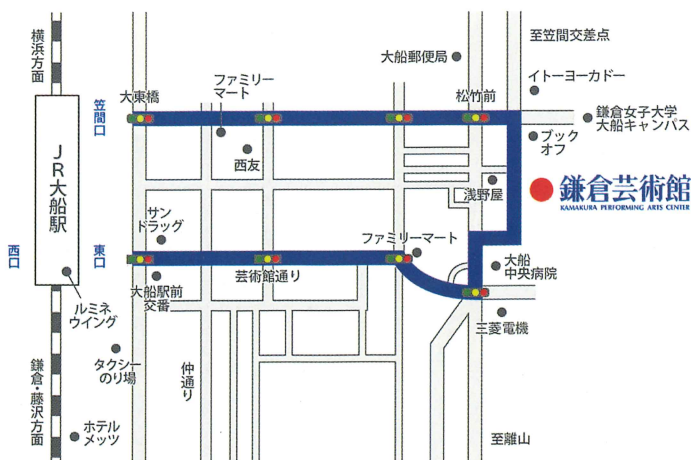 至笠間交差点
大船郵便局
横浜方面
イトーヨーカドー
ファミリー
マート
大東橋
松竹前
笠間口
鎌倉女子大学
大船キャンパス
ブック
オフ
西友
JR大船駅
浅野屋
鎌倉芸術館
KAMAKURA PERFORMING ARTS CENTER
サン
ドラッグ
ファミリーマート
西口
東口
芸術館通り
大船
中央病院
大船駅前
交番
ルミネ
ウイング
三菱電機
タクシー
のり場
仲通り
鎌倉・藤沢方面
ホテル
メッツ
至離山